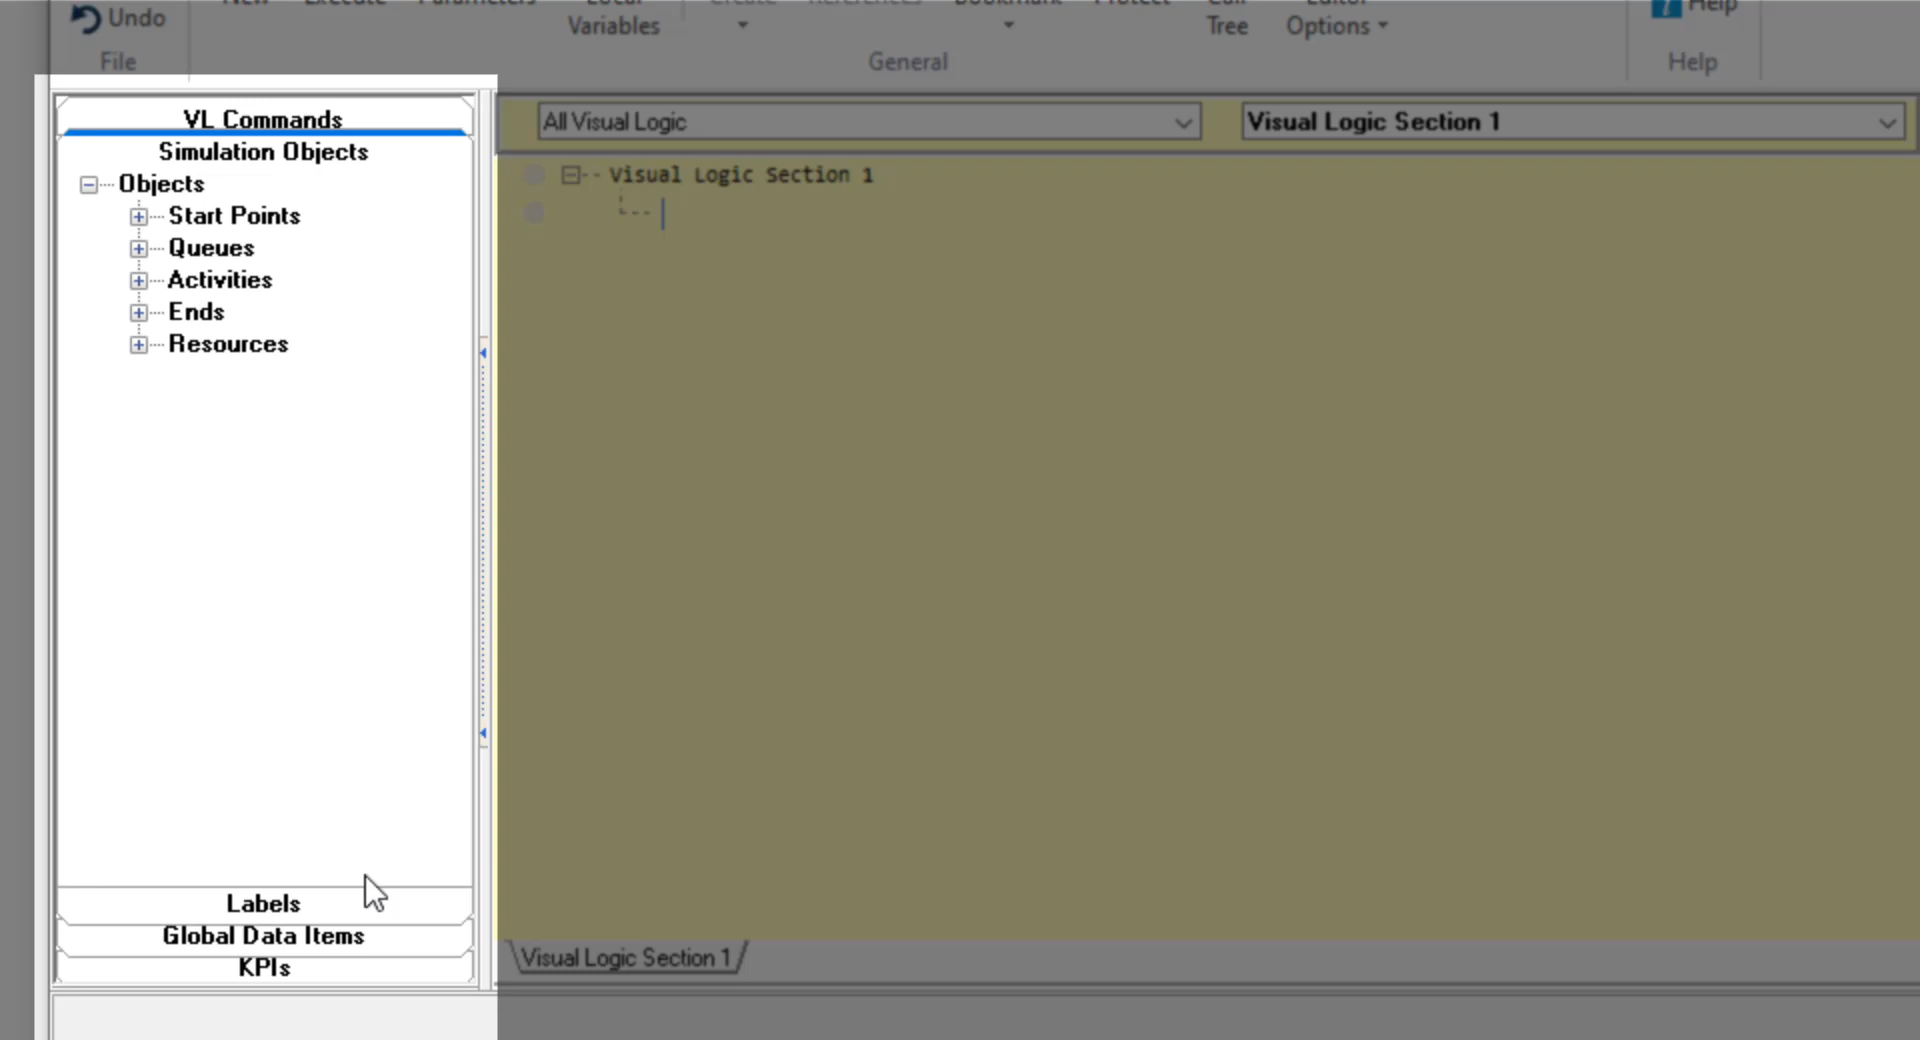 Undo
Variables
Tree
Options
Help
File
General
Help
VL Commands
Simulation Objects
Objects
Start Points
Queues
Activities
Ends
Resources
Labels
Global Data Items
KPIs
All Visual Logic
Visual Logic Section 1
Visual Logic Section 1
Visual Logic Section 1